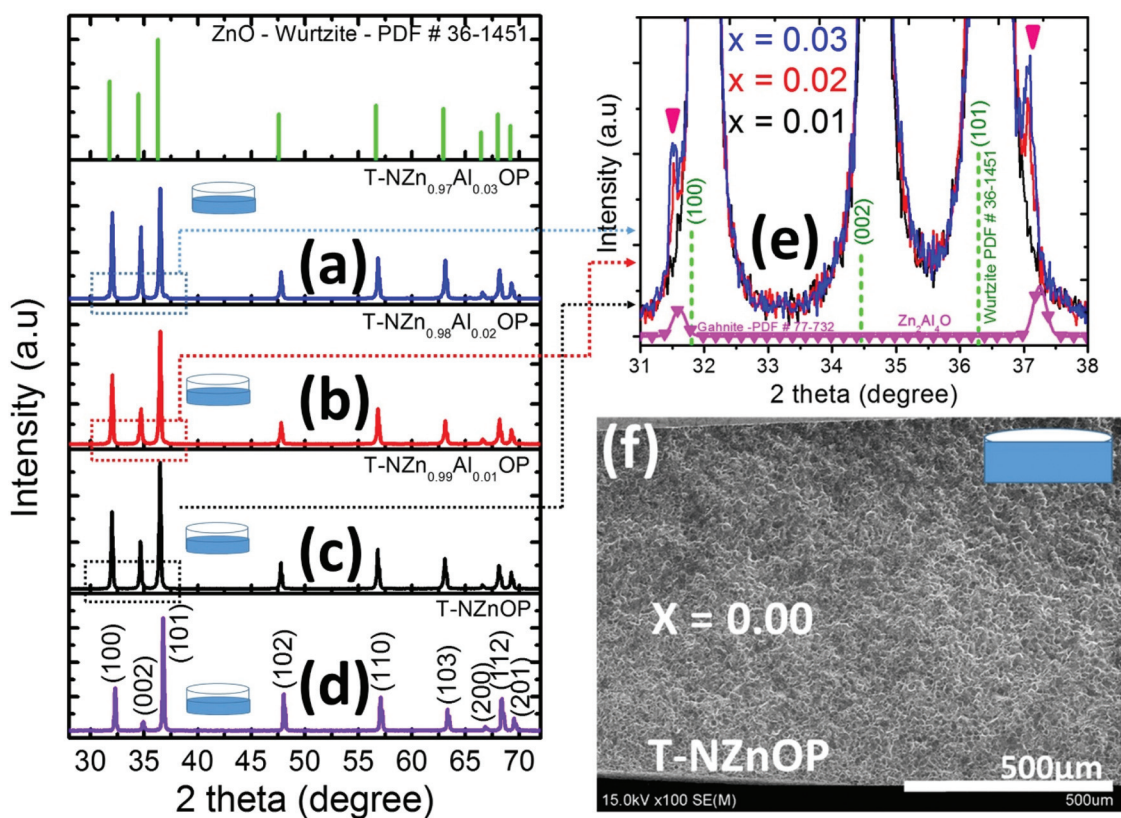 ZnO - Wurtzite - PDF # 36-1451
T-NZn0.97Al0.03OP
(a)
T-NZn0.98Al0.02OP
(b)
T-NZn0.99Al0.01OP
(c)
T-NZnOP
(100)
(002)
(101)
(102)
(d)
(110)
(103)
(200)
(112)
(201)
30 35 40 45 50 55 60 65 70
2 theta (degree)
Intensity (a.u)
x = 0.03
x = 0.02
x = 0.01
(100)
(002)
(101)
(e)
Wurtzite PDF # 36-1451
Gahnite -PDF # 77-732
Zn2Al4O
31 32 33 34 35 36 37 38
2 theta (degree)
Intensity (a.u)
(f)
X = 0.00
T-NZnOP
500µm
15.0kV x100 SE(M)
500um